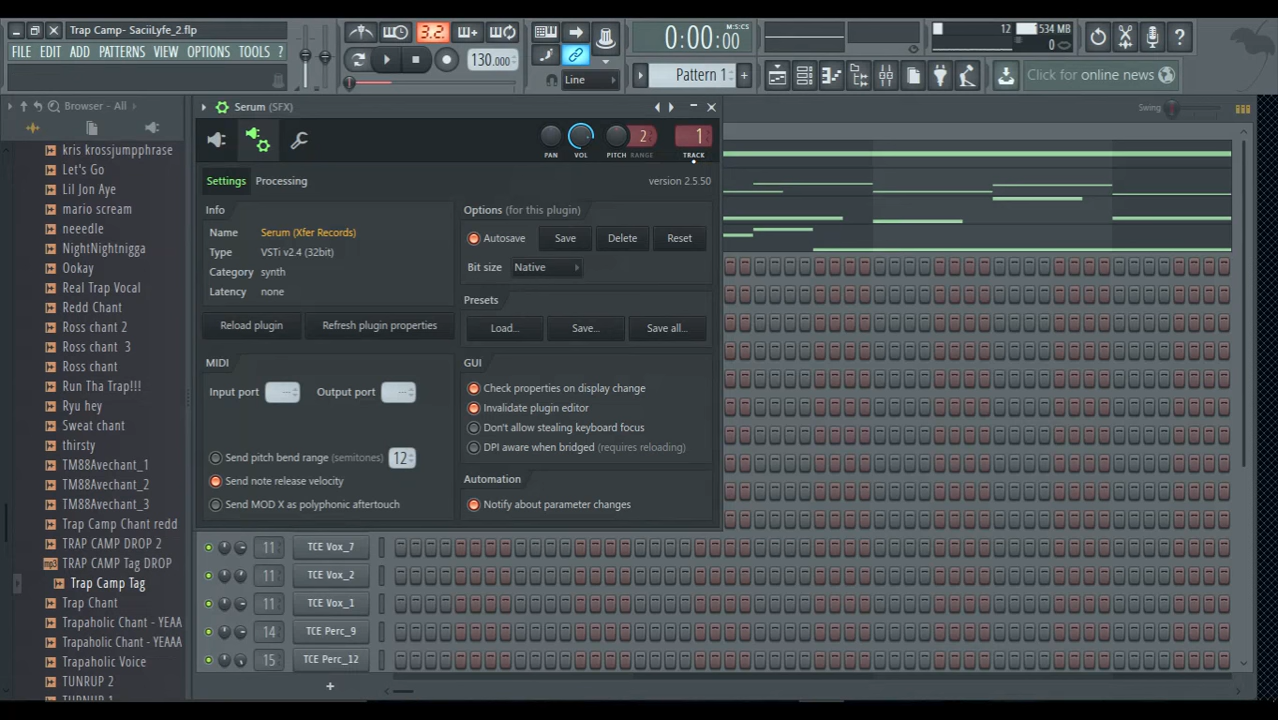 Trap Camp- SaciiLyfe_2.flp
FILE EDIT ADD PATTERNS VIEW OPTIONS TOOLS ?
3.2.
130.000
Line
0:00:00
M:S:CS
Pattern 1
12
534 MB
0
Click for online news
Browser - All
kris krossjumpphrase
Let's Go
Lil Jon Aye
mario scream
needle
NightNightnigga
Ookay
Real Trap Vocal
Redd Chant
Ross chant 2
Ross chant 3
Ross chant
Run Tha Trap!!!
Ryu hey
Sweat chant
thirsty
TM88Avechant_1
TM88Avechant_2
TM88Avechant_3
Trap Camp Chant redd
TRAP CAMP DROP 2
TRAP CAMP Tag DROP
Trap Camp Tag
Trap Chant
Trapaholic Chant - YEAA
Trapaholic Chant - YEAAA
Trapaholic Voice
TUNRUP 2
TURNUP 1
Serum (SFX)
PAN
VOL
PITCH
2
RANGE
1
TRACK
Settings
Processing
version 2.5.50
Info
Name Serum (Xfer Records)
Type VSTi v2.4 (32bit)
Category synth
Latency none
Reload plugin
Refresh plugin properties
Options (for this plugin)
Autosave
Save
Delete
Reset
Bit size Native
Presets
Load...
Save...
Save all...
MIDI
Input port
Output port
Send pitch bend range (semitones) 12
Send note release velocity
Send MOD X as polyphonic aftertouch
GUI
Check properties on display change
Invalidate plugin editor
Don't allow stealing keyboard focus
DPI aware when bridged (requires reloading)
Automation
Notify about parameter changes
Swing
11 TCE Vox_7
11 TCE Vox_2
11 TCE Vox_1
14 TCE Perc_9
15 TCE Perc_12
+